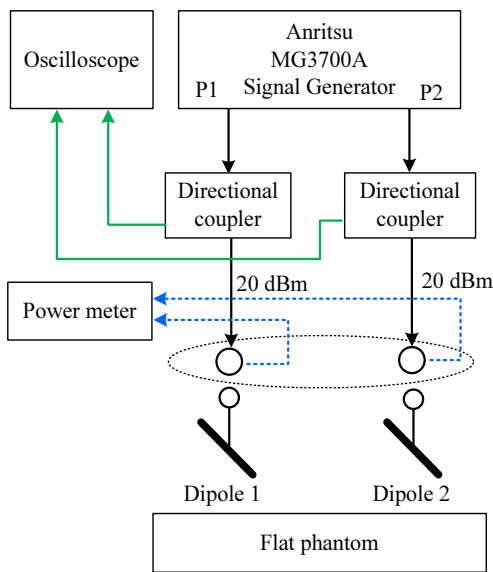 Oscilloscope
Anritsu
MG3700A
Signal Generator
P1
P2
Directional
coupler
Directional
coupler
20 dBm
20 dBm
Power meter
Dipole 1
Dipole 2
Flat phantom